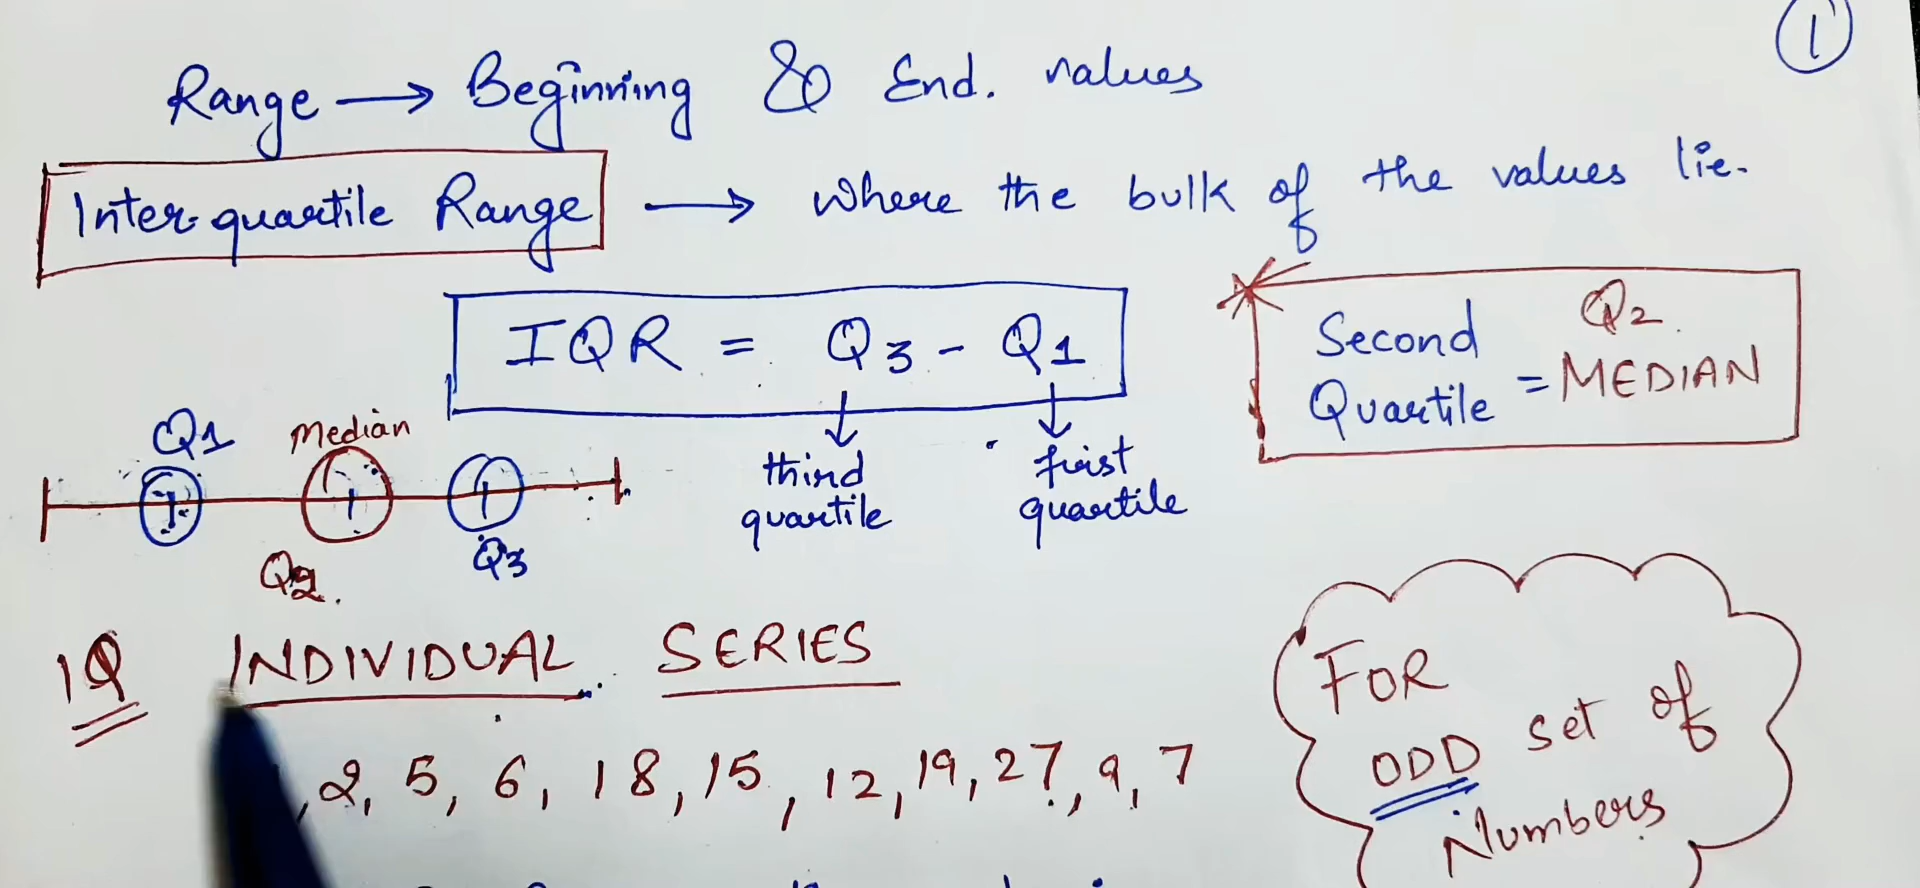 1
Range → Beginning & End. values
Inter-quartile Range → Where the bulk of the values lie.
IQR = Q3 - Q1
third quartile
first quartile
Second Quartile = Q2. MEDIAN
Q1
Median
Q2.
Q3
1Q INDIVIDUAL SERIES
, 2, 5, 6, 18, 15, 12, 19, 27, 9, 7
FOR
ODD set of
Numbers